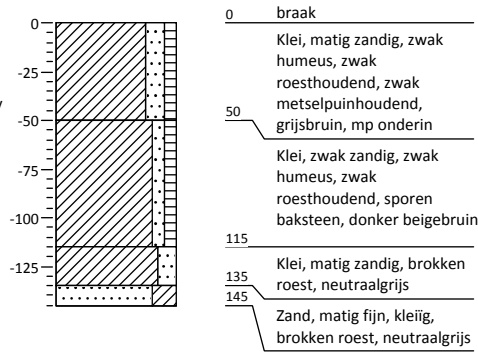 0
-25
-50
-75
-100
-125
0 braak
Klei, matig zandig, zwak
humeus, zwak
roesthoudend, zwak
metselpuinhoudend,
grijsbruin, mp onderin
50
Klei, zwak zandig, zwak
humeus, zwak
roesthoudend, sporen
baksteen, donker beigebruin
115
Klei, matig zandig, brokken
roest, neutraalgrijs
135
145
Zand, matig fijn, kleiïg,
brokken roest, neutraalgrijs